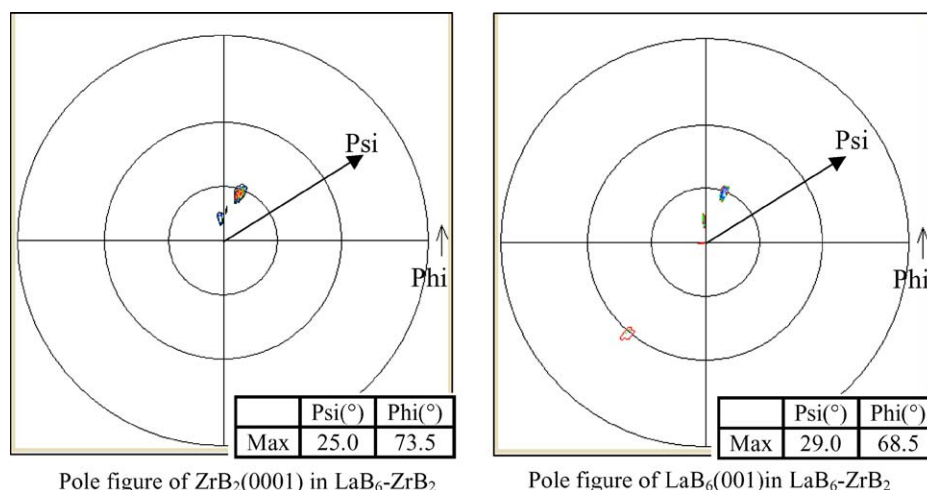 Psi
Phi
Psi(°) Phi(°)
Max 25.0 73.5
Pole figure of ZrB₂(0001) in LaB₆-ZrB₂
Psi
Phi
Psi(°) Phi(°)
Max 29.0 68.5
Pole figure of LaB₆(001)in LaB₆-ZrB₂